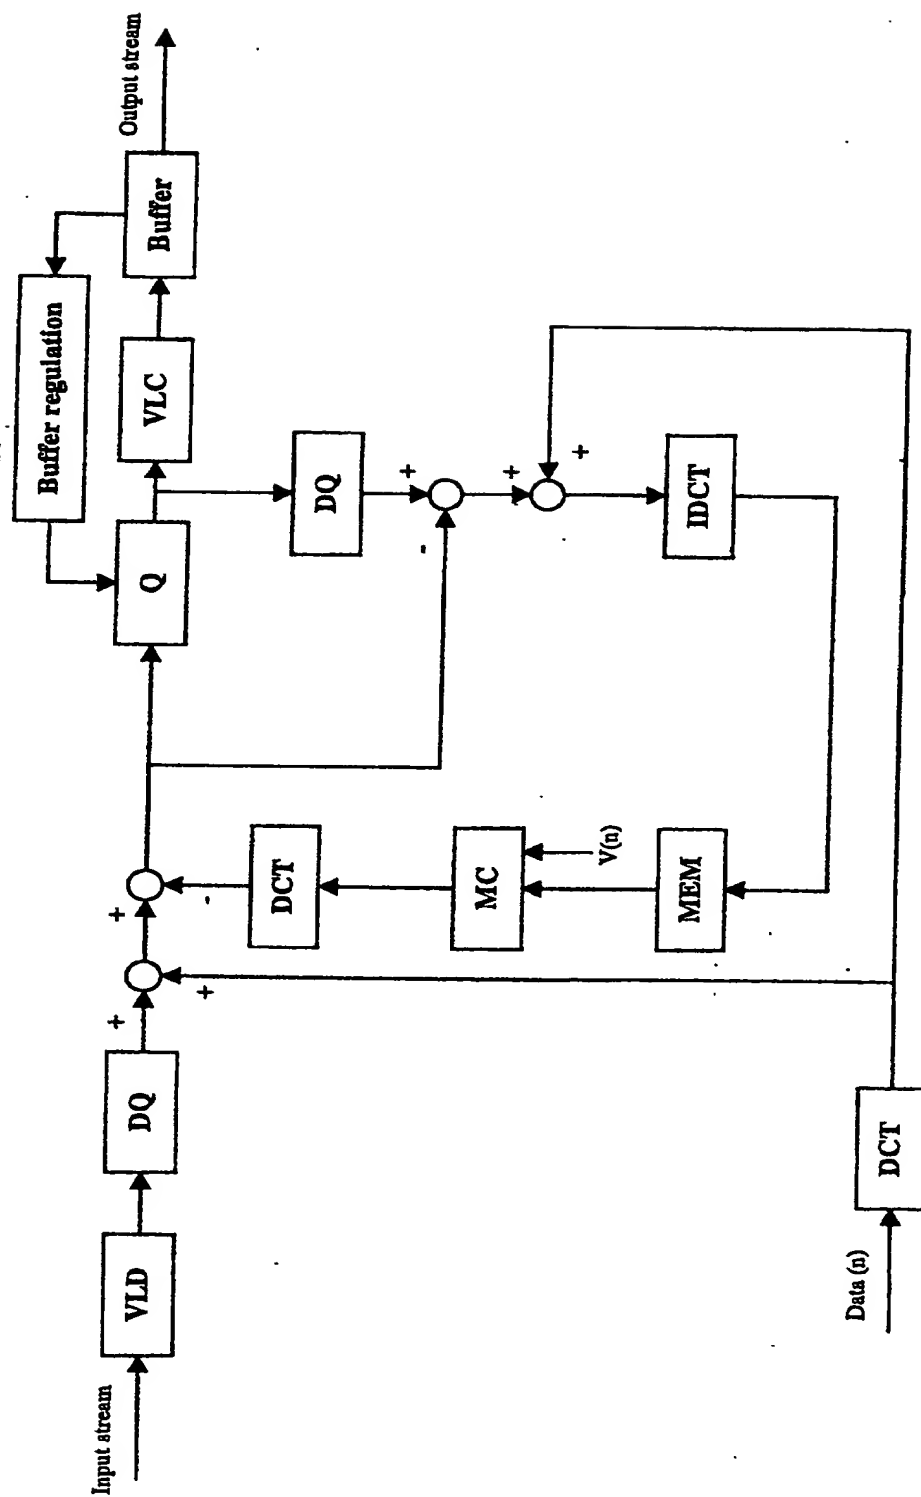 Input stream
VLD
DQ
+
+
+
-
Q
Buffer regulation
VLC
Buffer
Output stream
DCT
-
DQ
+
+
+
MC
V(n)
MEM
IDCT
Data (n)
DCT